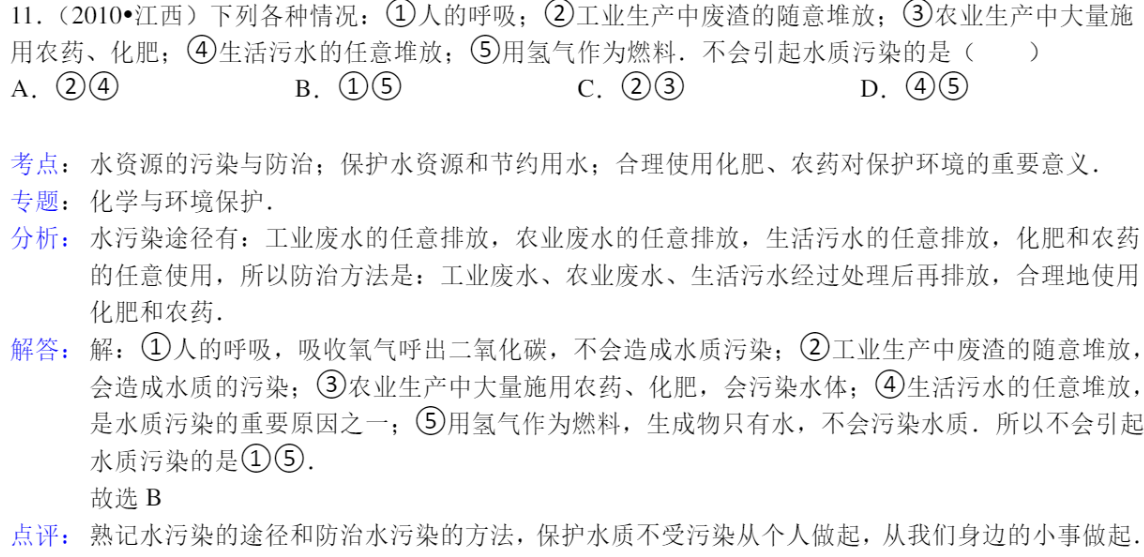 11.（2010•江西）下列各种情况：①人的呼吸；②工业生产中废渣的随意堆放；③农业生产中大量施
用农药、化肥；④生活污水的任意堆放；⑤用氢气作为燃料．不会引起水质污染的是（　　）
A．②④　B．①⑤　C．②③　D．④⑤
考点：水资源的污染与防治；保护水资源和节约用水；合理使用化肥、农药对保护环境的重要意义．
专题：化学与环境保护．
分析：水污染途径有：工业废水的任意排放，农业废水的任意排放，生活污水的任意排放，化肥和农药
的任意使用，所以防治方法是：工业废水、农业废水、生活污水经过处理后再排放，合理地使用
化肥和农药．
解答：解：①人的呼吸，吸收氧气呼出二氧化碳，不会造成水质污染；②工业生产中废渣的随意堆放，
会造成水质的污染；③农业生产中大量施用农药、化肥，会污染水体；④生活污水的任意堆放，
是水质污染的重要原因之一；⑤用氢气作为燃料，生成物只有水，不会污染水质．所以不会引起
水质污染的是①⑤．
故选 B
点评：熟记水污染的途径和防治水污染的方法，保护水质不受污染从个人做起，从我们身边的小事做起．